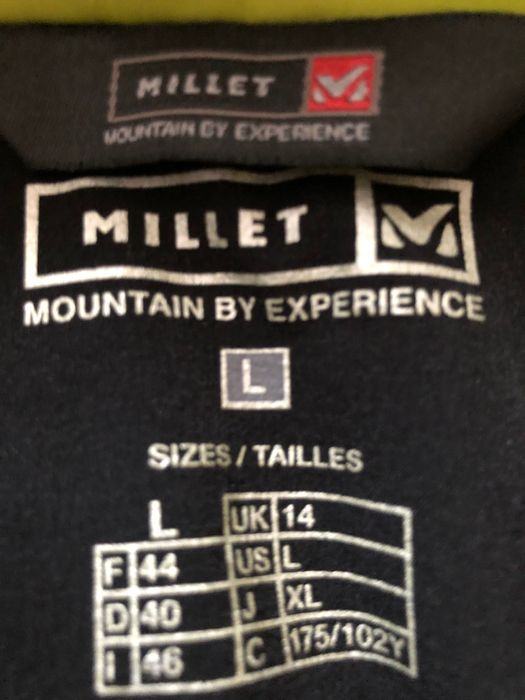 MILLET
MOUNTAIN BY EXPERIENCE
MILLET
MOUNTAIN BY EXPERIENCE
L
SIZES / TAILLES
L UK 14
F 44 US L
D 40 J XL
I 46 C 175/102Y